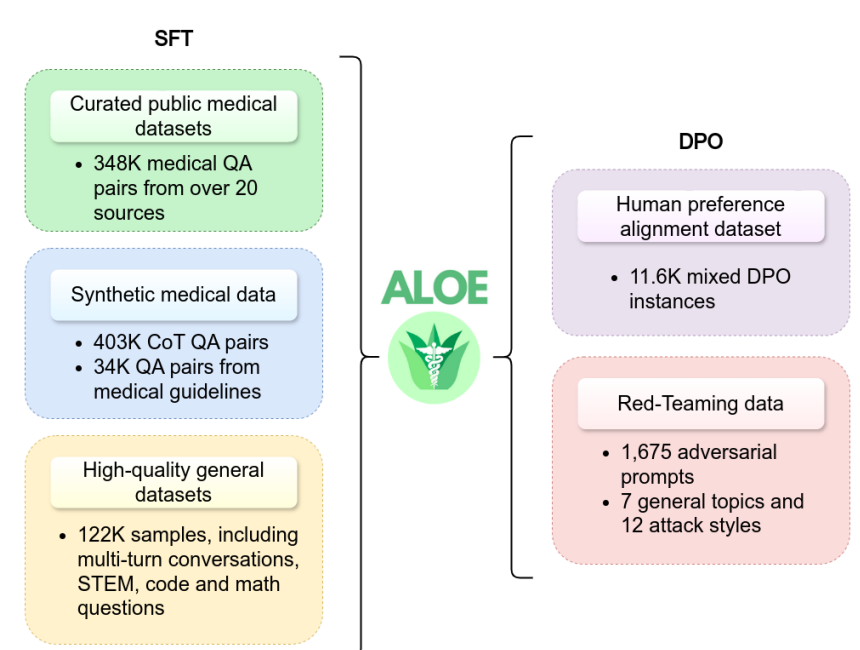 SFT
Curated public medical
datasets
• 348K medical QA
pairs from over 20
sources
Synthetic medical data
• 403K CoT QA pairs
• 34K QA pairs from
medical guidelines
High-quality general
datasets
• 122K samples, including
multi-turn conversations,
STEM, code and math
questions
ALOE
DPO
Human preference
alignment dataset
• 11.6K mixed DPO
instances
Red-Teaming data
• 1,675 adversarial
prompts
• 7 general topics and
12 attack styles